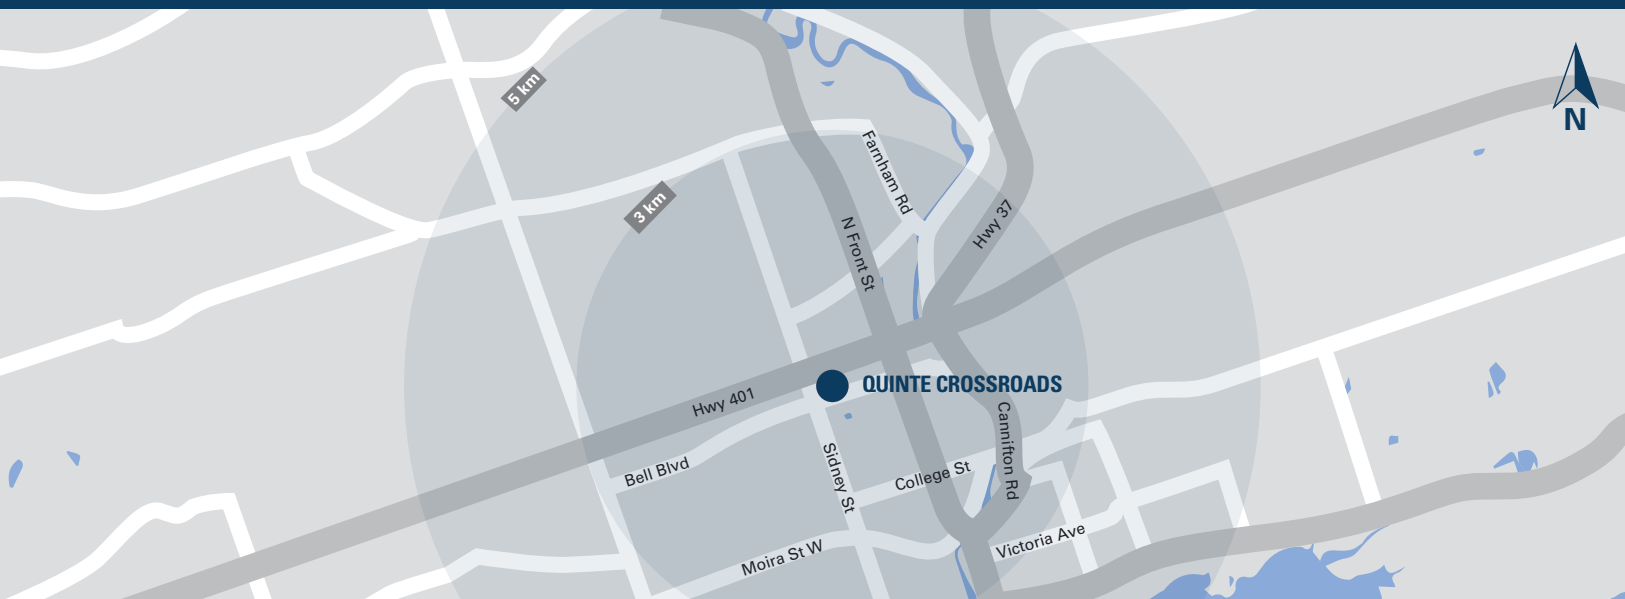 5 km
N
Farnham Rd
3 km
Hwy 37
N Front St
QUINTE CROSSROADS
Hwy 401
Cannifton Rd
Sidney St
Bell Blvd
College St
Victoria Ave
Moira St W